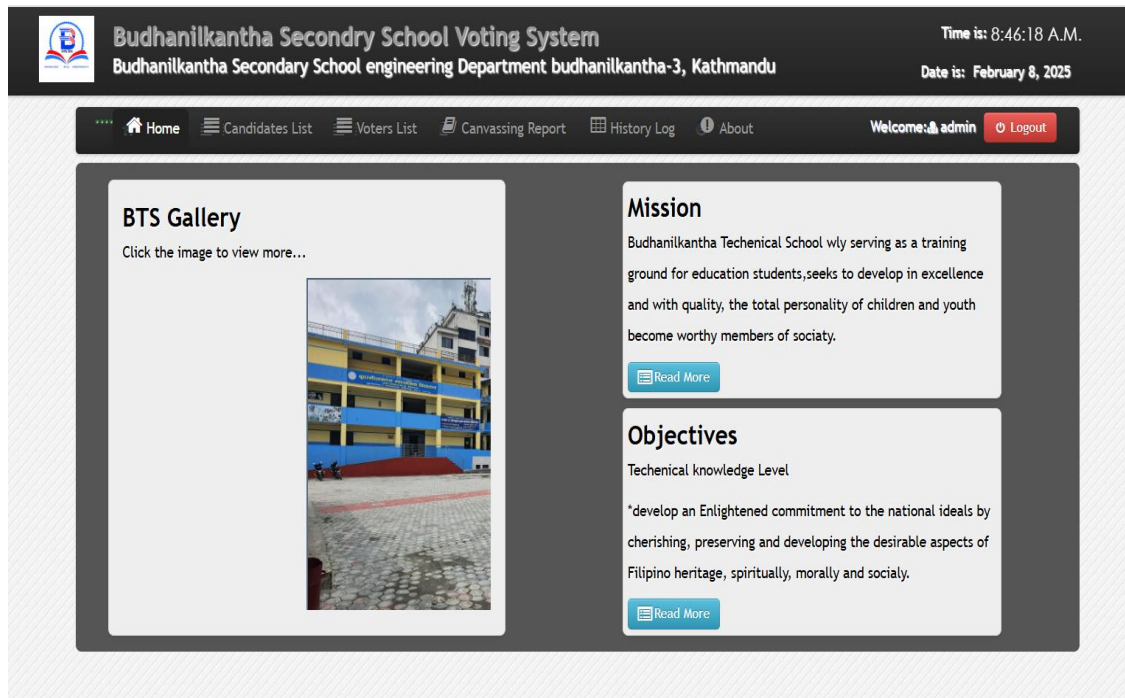 Budhanilkantha Secondry School Voting System
Budhanilkantha Secondary School engineering Department budhanilkantha-3, Kathmandu
Time is: 8:46:18 A.M.
Date is: February 8, 2025
Home Candidates List Voters List Canvassing Report History Log About Welcome: admin Logout
BTS Gallery
Click the image to view more...
Mission
Budhanilkantha Techenical School wly serving as a training
ground for education students,seeks to develop in excellence
and with quality, the total personality of children and youth
become worthy members of sociaty.
Read More
Objectives
Techenical knowledge Level
*develop an Enlightened commitment to the national ideals by
cherishing, preserving and developing the desirable aspects of
Filipino heritage, spiritually, morally and socialy.
Read More